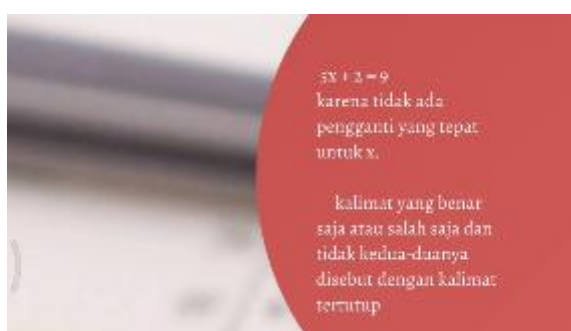 5x + 2 = 9
karena tidak ada
pengganti yang tepat
untuk x.
kalimat yang benar
saja atau salah saja dan
tidak kedua-duanya
disebut dengan kalimat
tertutup